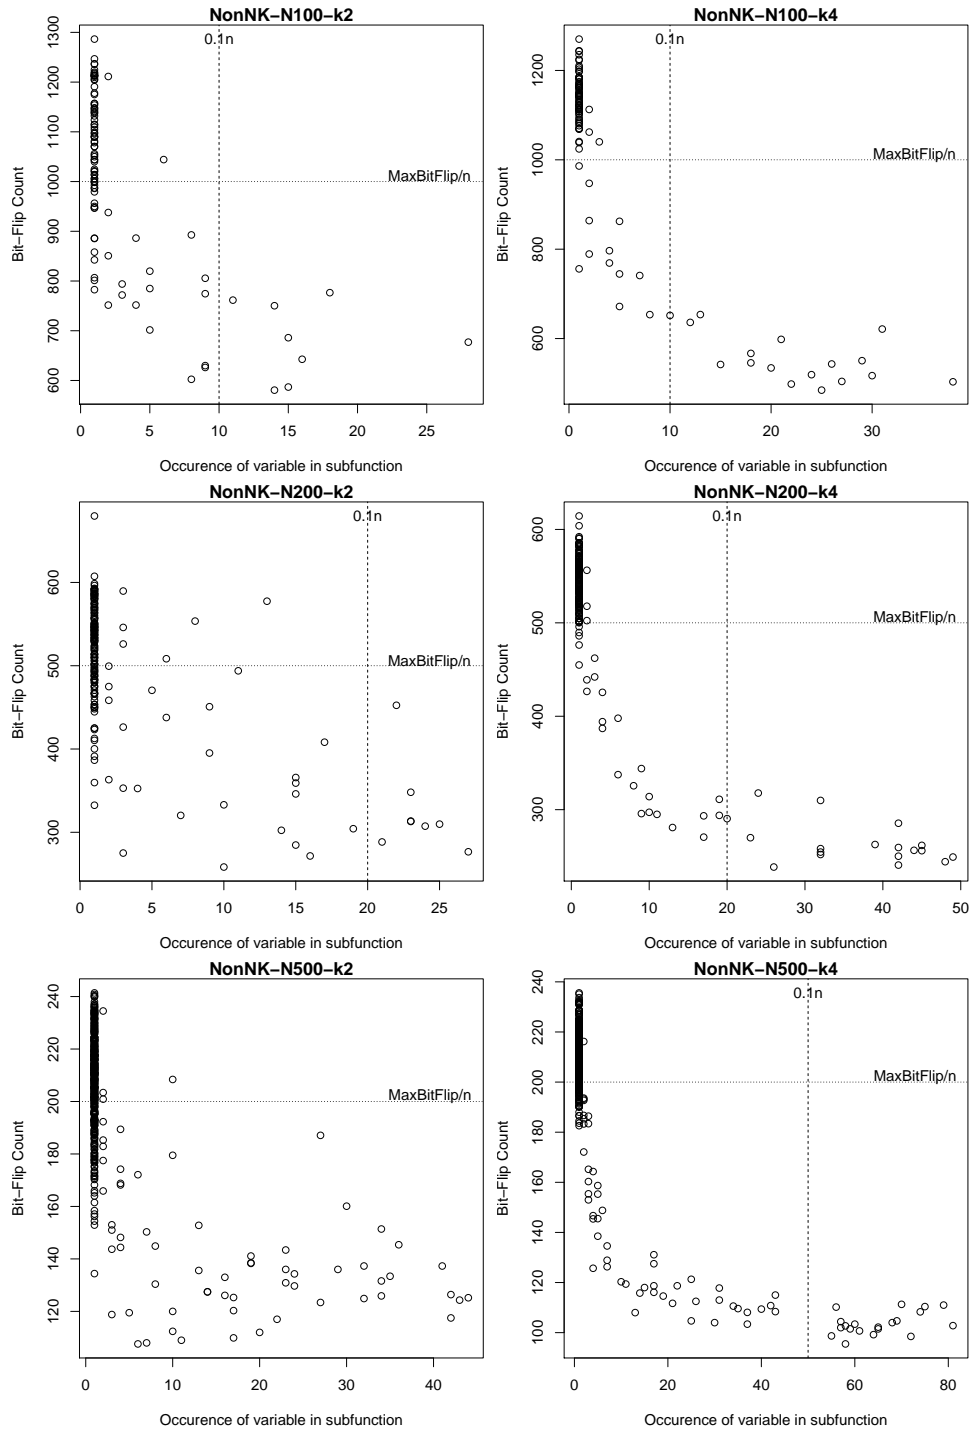 NonNK−N100−k2
0.1n
MaxBitFlip/n
Bit−Flip Count
600 700 800 900 1000 1100 1200 1300
0 5 10 15 20 25
Occurence of variable in subfunction
NonNK−N100−k4
0.1n
MaxBitFlip/n
Bit−Flip Count
600 800 1000 1200
0 10 20 30
Occurence of variable in subfunction
NonNK−N200−k2
0.1n
MaxBitFlip/n
Bit−Flip Count
300 400 500 600
0 5 10 15 20 25
Occurence of variable in subfunction
NonNK−N200−k4
0.1n
MaxBitFlip/n
Bit−Flip Count
300 400 500 600
0 10 20 30 40 50
Occurence of variable in subfunction
NonNK−N500−k2
MaxBitFlip/n
Bit−Flip Count
120 140 160 180 200 220 240
0 10 20 30 40
Occurence of variable in subfunction
NonNK−N500−k4
0.1n
MaxBitFlip/n
Bit−Flip Count
100 120 140 160 180 200 220 240
0 20 40 60 80
Occurence of variable in subfunction